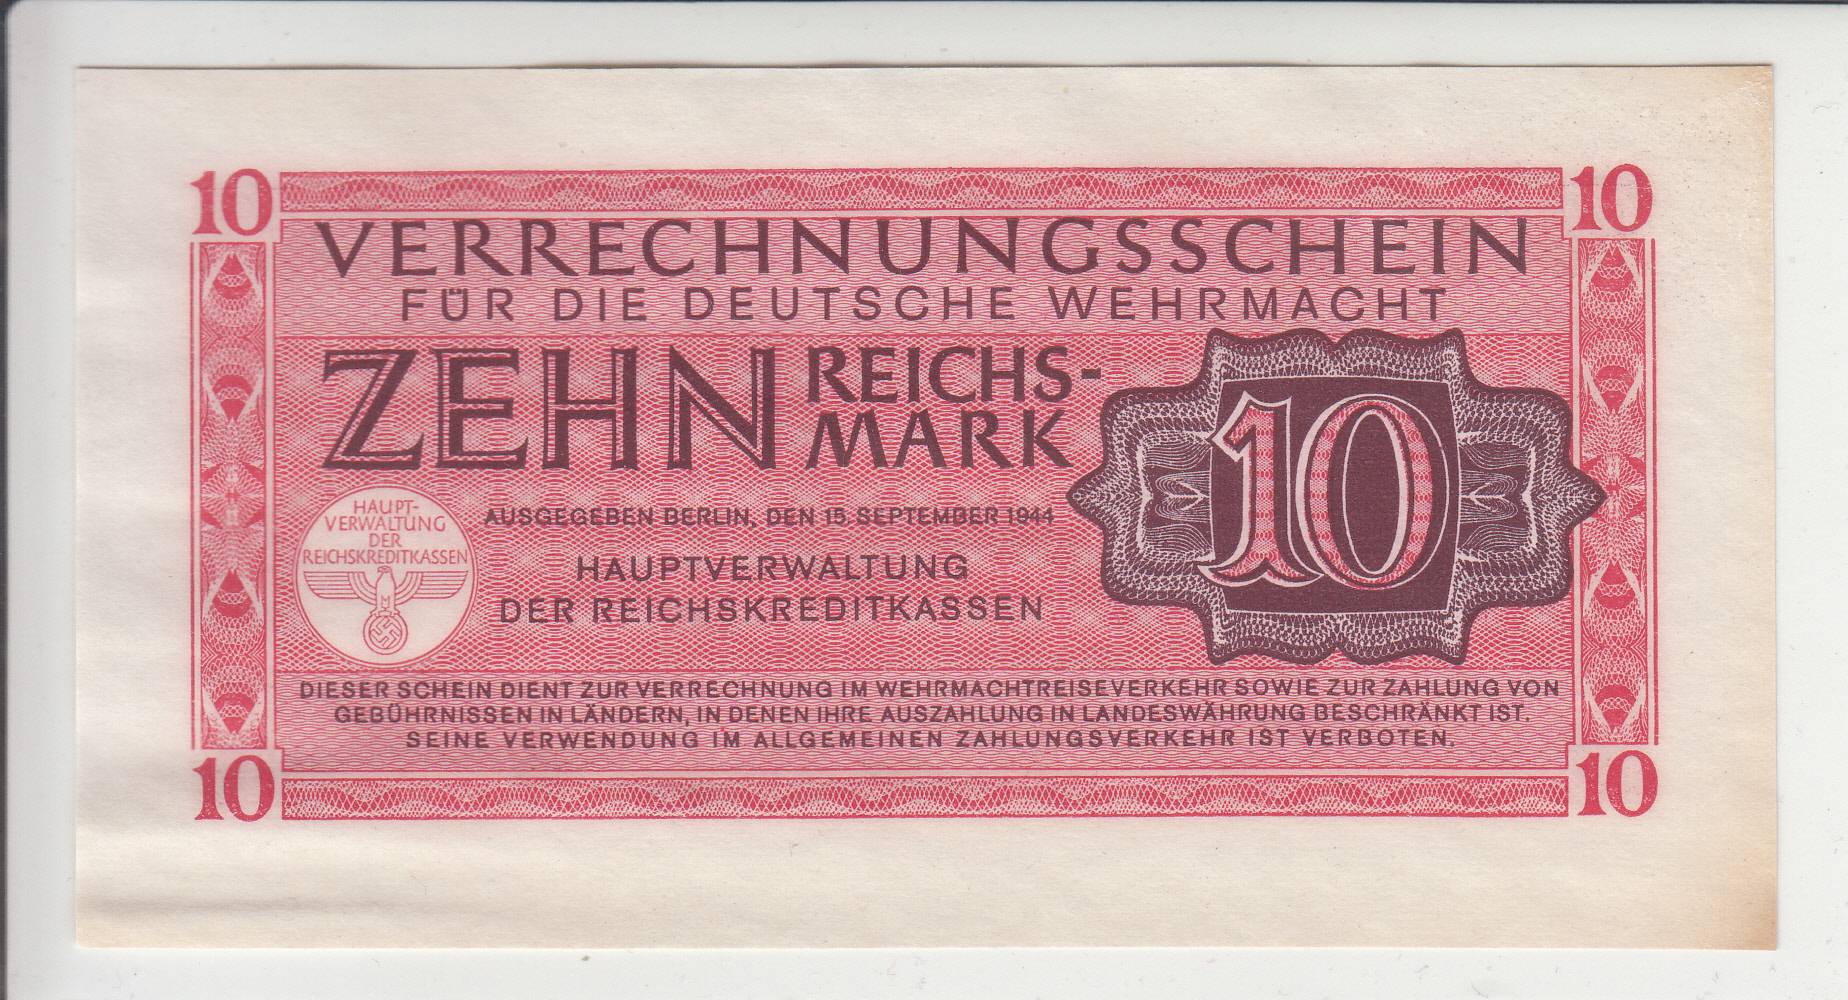 10 10
VERRECHNUNGSSCHEIN
FÜR DIE DEUTSCHE WEHRMACHT
ZEHN REICHS-
MARK
10
HAUPT-
VERWALTUNG
DER
REICHSKREDITKASSEN
M
AUSGEGEBEN BERLIN, DEN 15. SEPTEMBER 1944
HAUPTVERWALTUNG
DER REICHSKREDITKASSEN
DIESER SCHEIN DIENT ZUR VERRECHNUNG IM WEHRMACHTREISEVERKEHR SOWIE ZUR ZAHLUNG VON
GEBÜHRNISSEN IN LÄNDERN, IN DENEN IHRE AUSZAHLUNG IN LANDESWÄHRUNG BESCHRÄNKT IST.
SEINE VERWENDUNG IM ALLGEMEINEN ZAHLUNGSVERKEHR IST VERBOTEN.
10 10